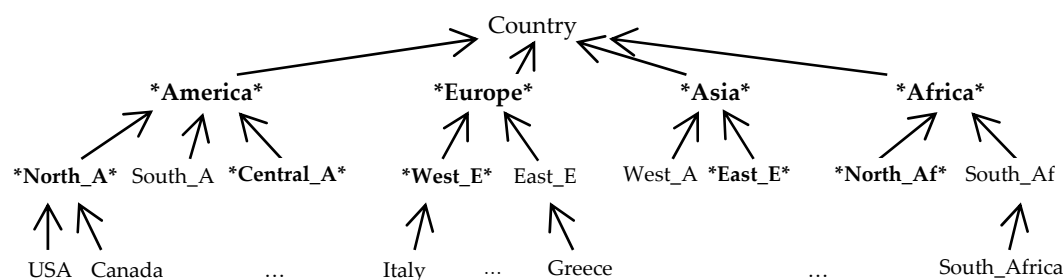 Country
*America* *Europe* *Asia* *Africa*
*North_A* South_A *Central_A* *West_E* East_E West_A *East_E* *North_Af* South_Af
USA Canada ... Italy ... Greece ... South_Africa